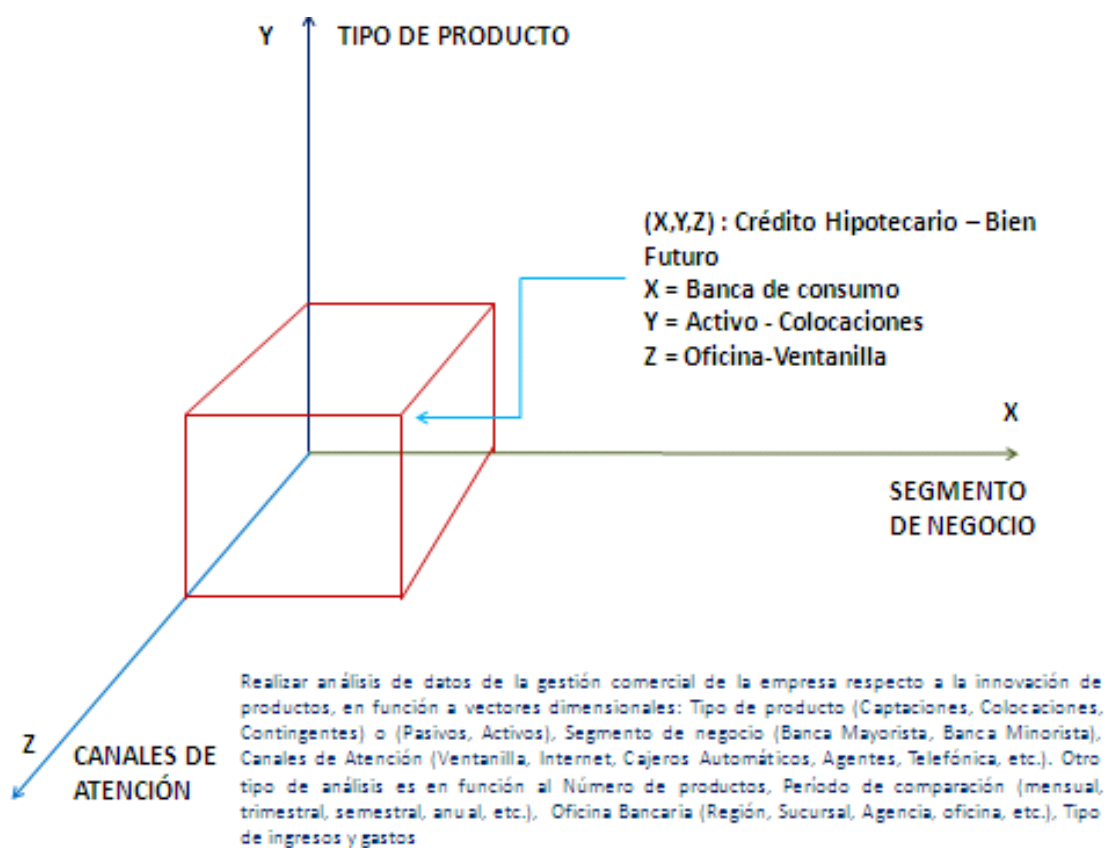 Y TIPO DE PRODUCTO
(X,Y,Z) : Crédito Hipotecario – Bien
Futuro
X = Banca de consumo
Y = Activo - Colocaciones
Z = Oficina-Ventanilla
X
SEGMENTO
DE NEGOCIO
Z
CANALES DE
ATENCIÓN
Realizar análisis de datos de la gestión comercial de la empresa respecto a la innovación de
productos, en función a vectores dimensionales: Tipo de producto (Captaciones, Colocaciones,
Contingentes) o (Pasivos, Activos), Segmento de negocio (Banca Mayorista, Banca Minorista),
Canales de Atención (Ventanilla, Internet, Cajeros Automáticos, Agentes, Telefónica, etc.). Otro
tipo de análisis es en función al Número de productos, Período de comparación (mensual,
trimestral, semestral, anual, etc.), Oficina Bancaria (Región, Sucursal, Agencia, oficina, etc.), Tipo
de ingresos y gastos